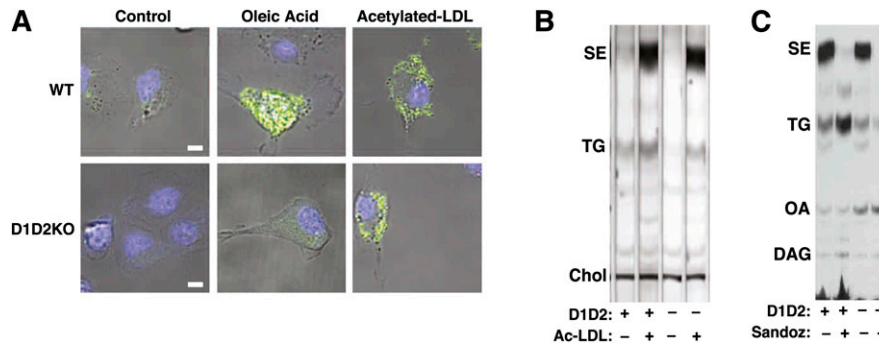 A
Control Oleic Acid Acetylated-LDL
WT
D1D2KO
B
SE
TG
Chol
D1D2: + + – –
Ac-LDL: – + – +
C
SE
TG
OA
DAG
D1D2: + + – –
Sandoz: – + –